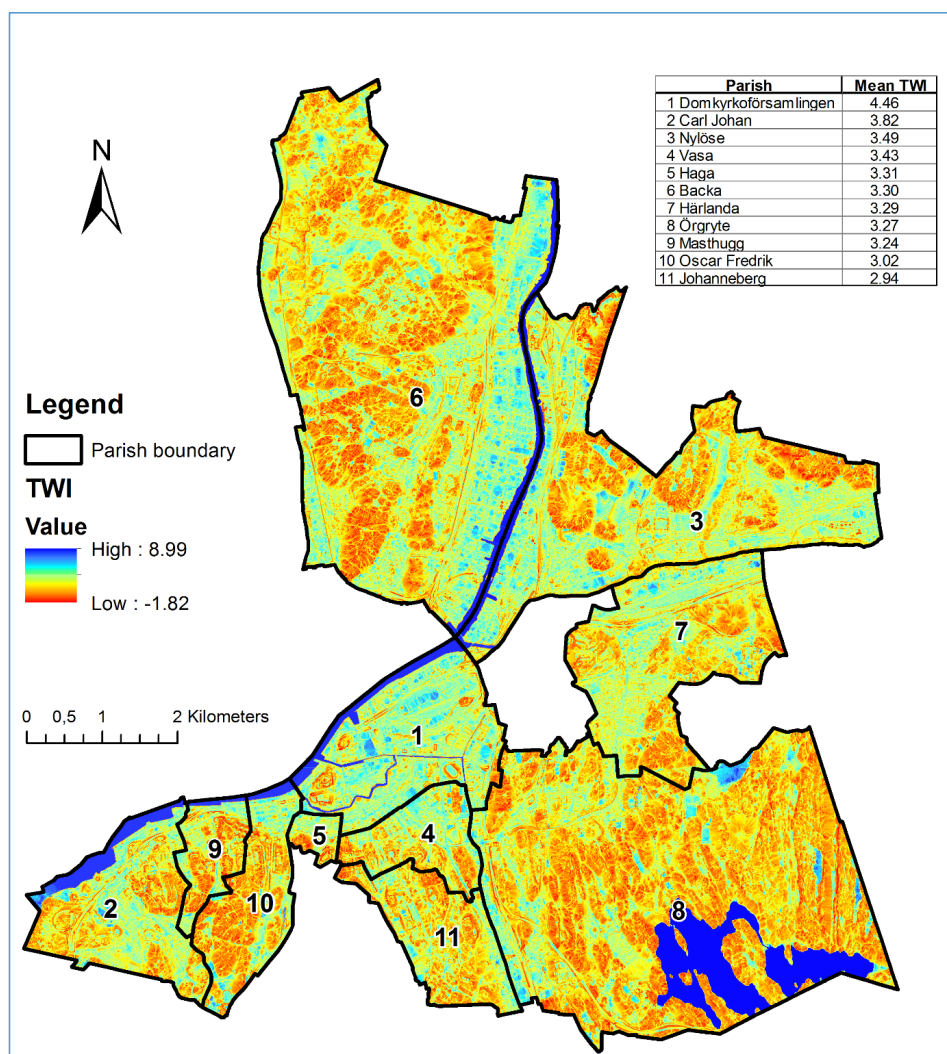 Parish Mean TWI
1 Domkyrkoförsamlingen 4.46
2 Carl Johan 3.82
3 Nylöse 3.49
4 Vasa 3.43
5 Haga 3.31
6 Backa 3.30
7 Härlanda 3.29
8 Örgryte 3.27
9 Masthugg 3.24
10 Oscar Fredrik 3.02
11 Johanneberg 2.94
N
6
Legend
Parish boundary
TWI
Value
High : 8.99
Low : -1.82
3
7
0 0,5 1 2 Kilometers
1
5
4
9
2
10
11
8